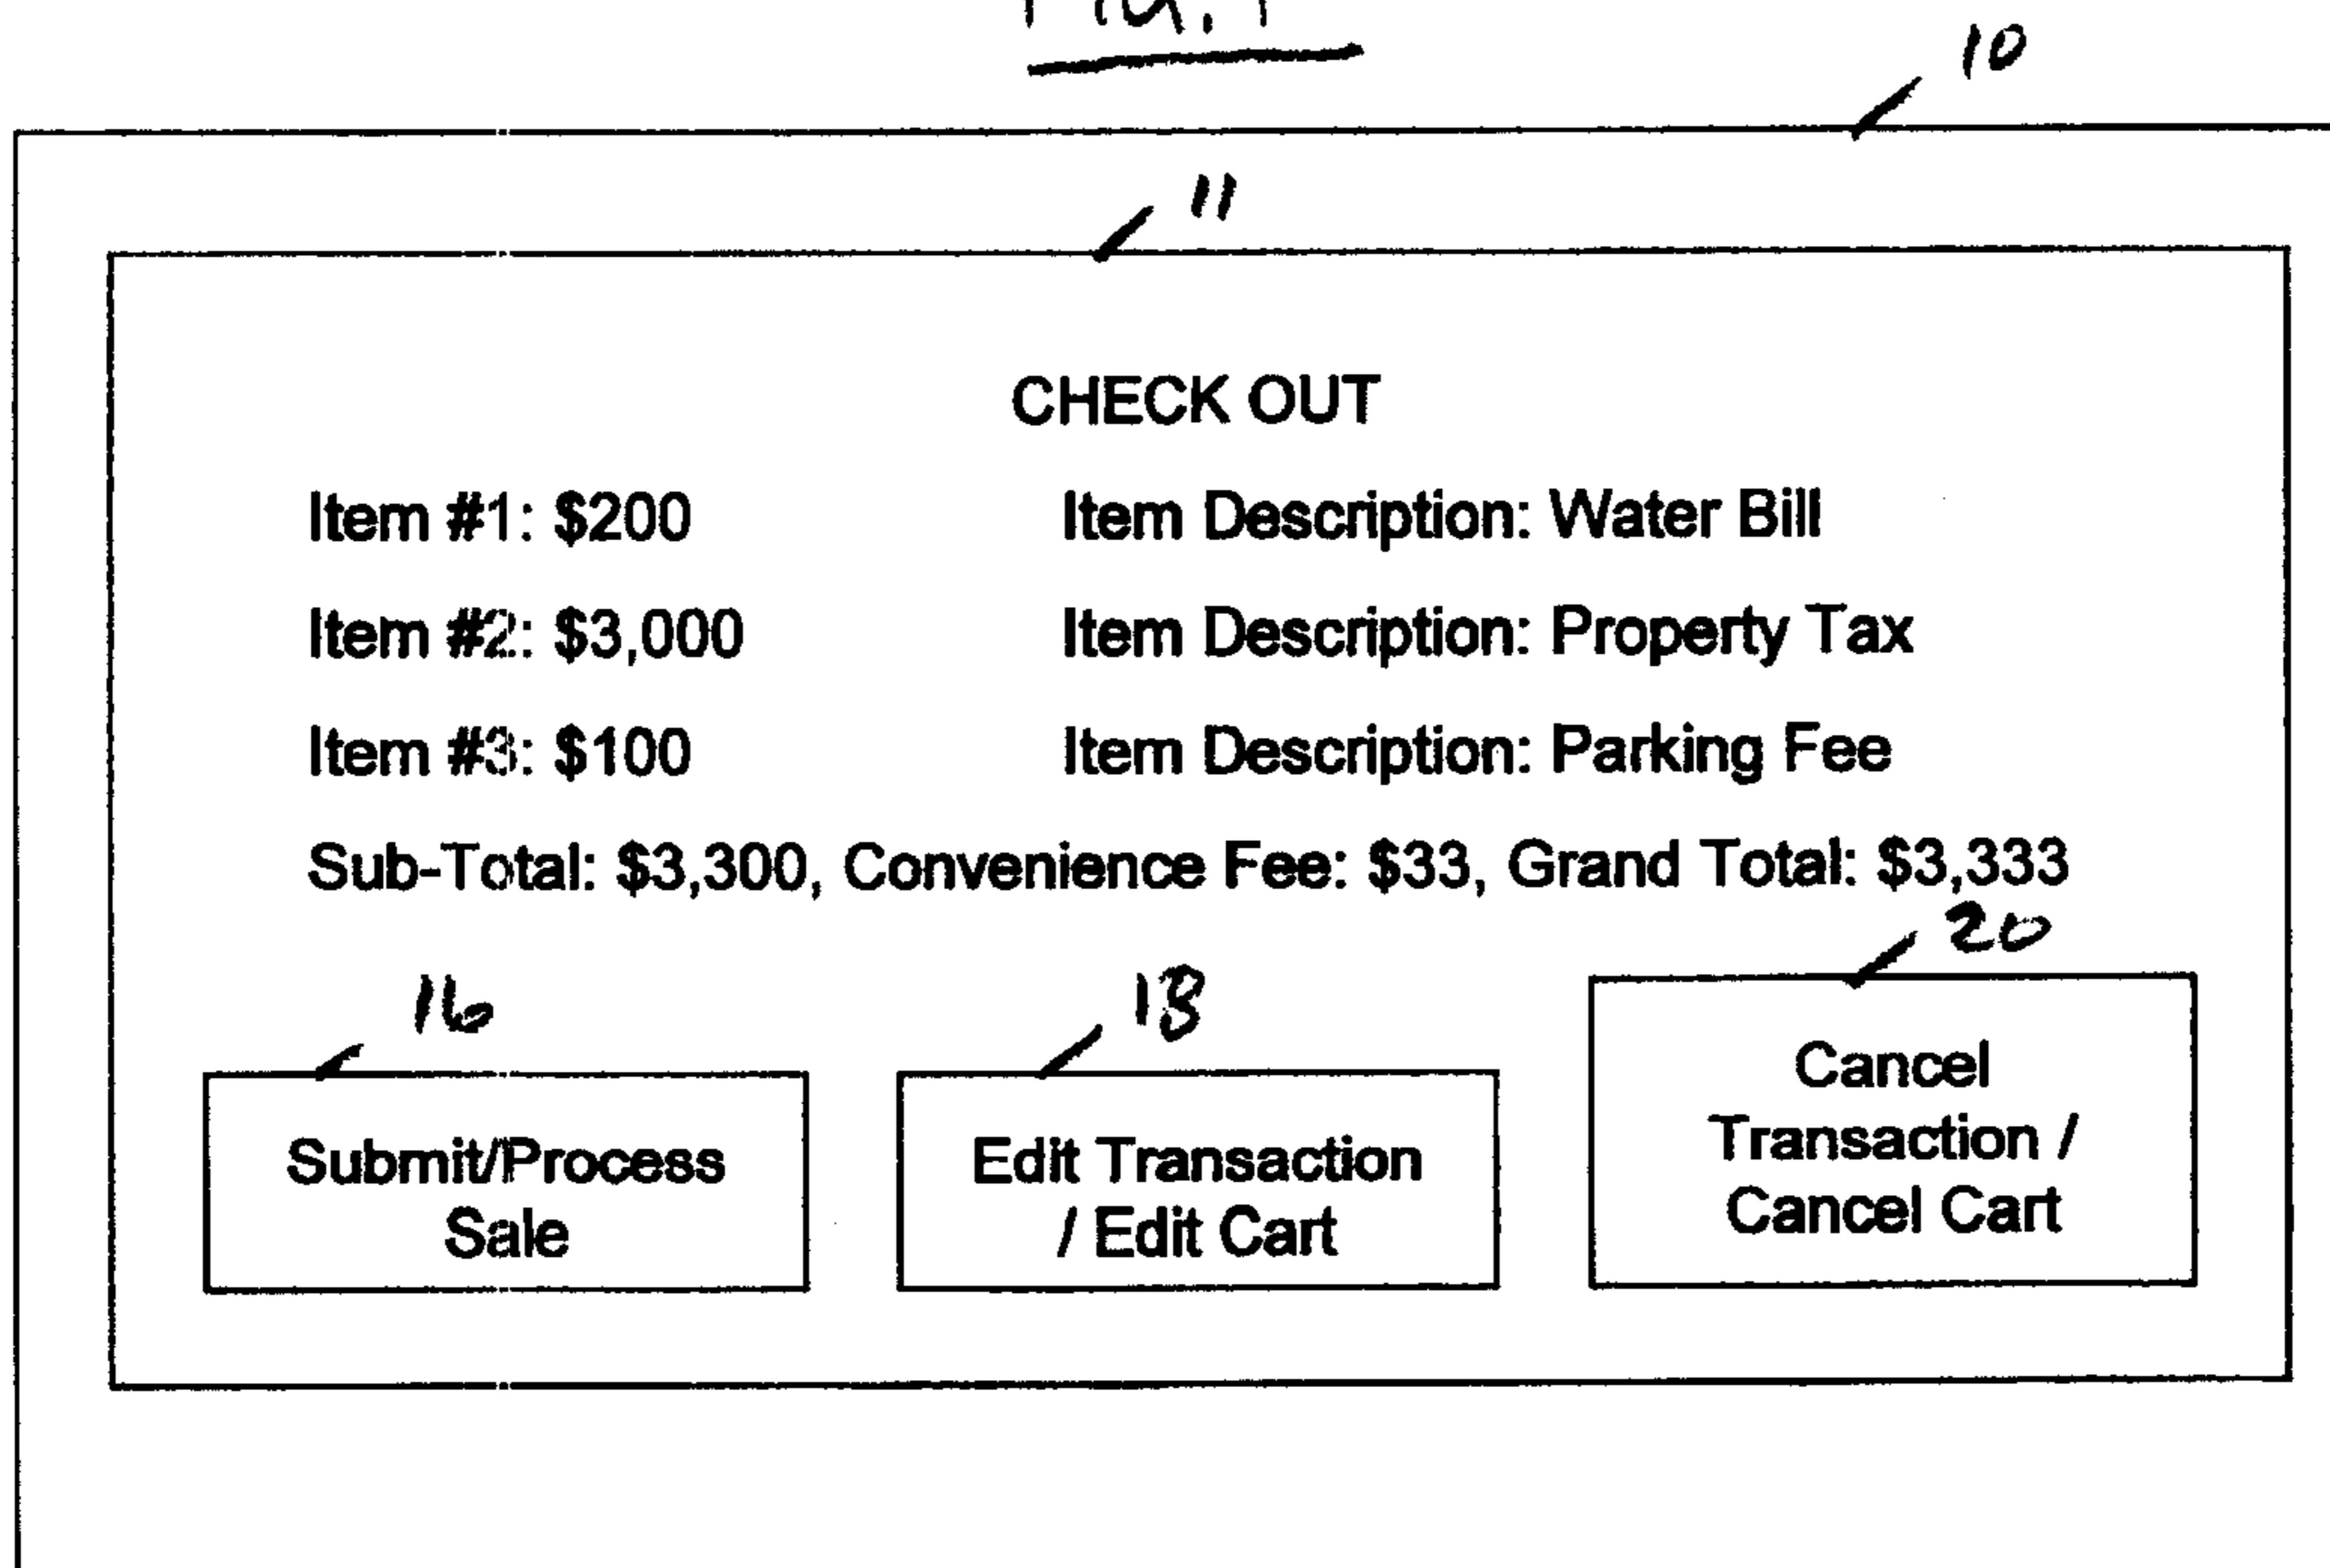 FIG. 1
10
11
CHECK OUT
Item #1: $200 Item Description: Water Bill
Item #2: $3,000 Item Description: Property Tax
Item #3: $100 Item Description: Parking Fee
Sub-Total: $3,300, Convenience Fee: $33, Grand Total: $3,333
16 18 20
Submit/Process
Sale
Edit Transaction
/ Edit Cart
Cancel
Transaction /
Cancel Cart